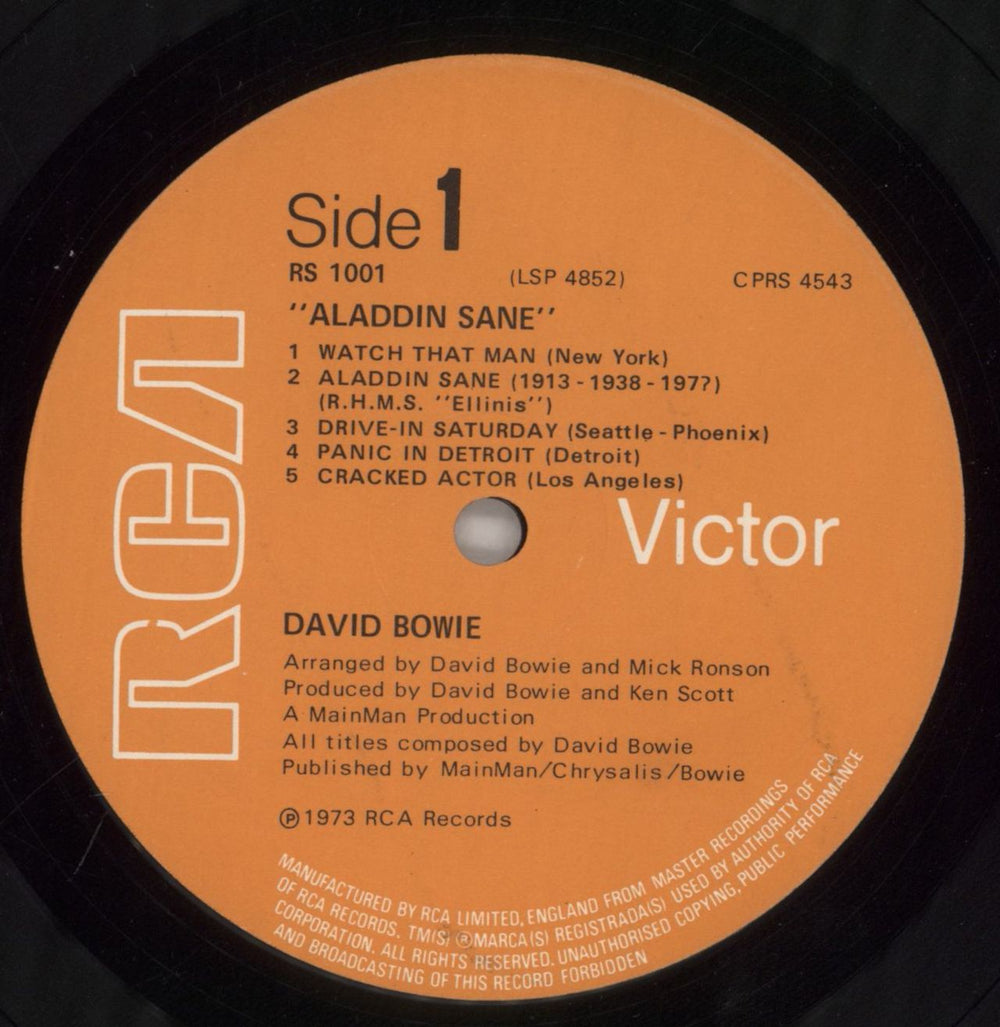 Side 1
RS 1001 (LSP 4852) CPRS 4543
''ALADDIN SANE''
1 WATCH THAT MAN (New York)
2 ALADDIN SANE (1913 - 1938 - 197?)
(R.H.M.S. ''Ellinis'')
3 DRIVE-IN SATURDAY (Seattle - Phoenix)
4 PANIC IN DETROIT (Detroit)
5 CRACKED ACTOR (Los Angeles)
RCA
Victor
DAVID BOWIE
Arranged by David Bowie and Mick Ronson
Produced by David Bowie and Ken Scott
A MainMan Production
All titles composed by David Bowie
Published by MainMan/Chrysalis/Bowie
℗ 1973 RCA Records
MANUFACTURED BY RCA LIMITED, ENGLAND FROM MASTER RECORDINGS
OF RCA RECORDS. TM(S) ® MARCA(S) REGISTRADA(S) USED BY AUTHORITY OF RCA
CORPORATION. ALL RIGHTS RESERVED. UNAUTHORISED COPYING, PUBLIC PERFORMANCE
AND BROADCASTING OF THIS RECORD FORBIDDEN